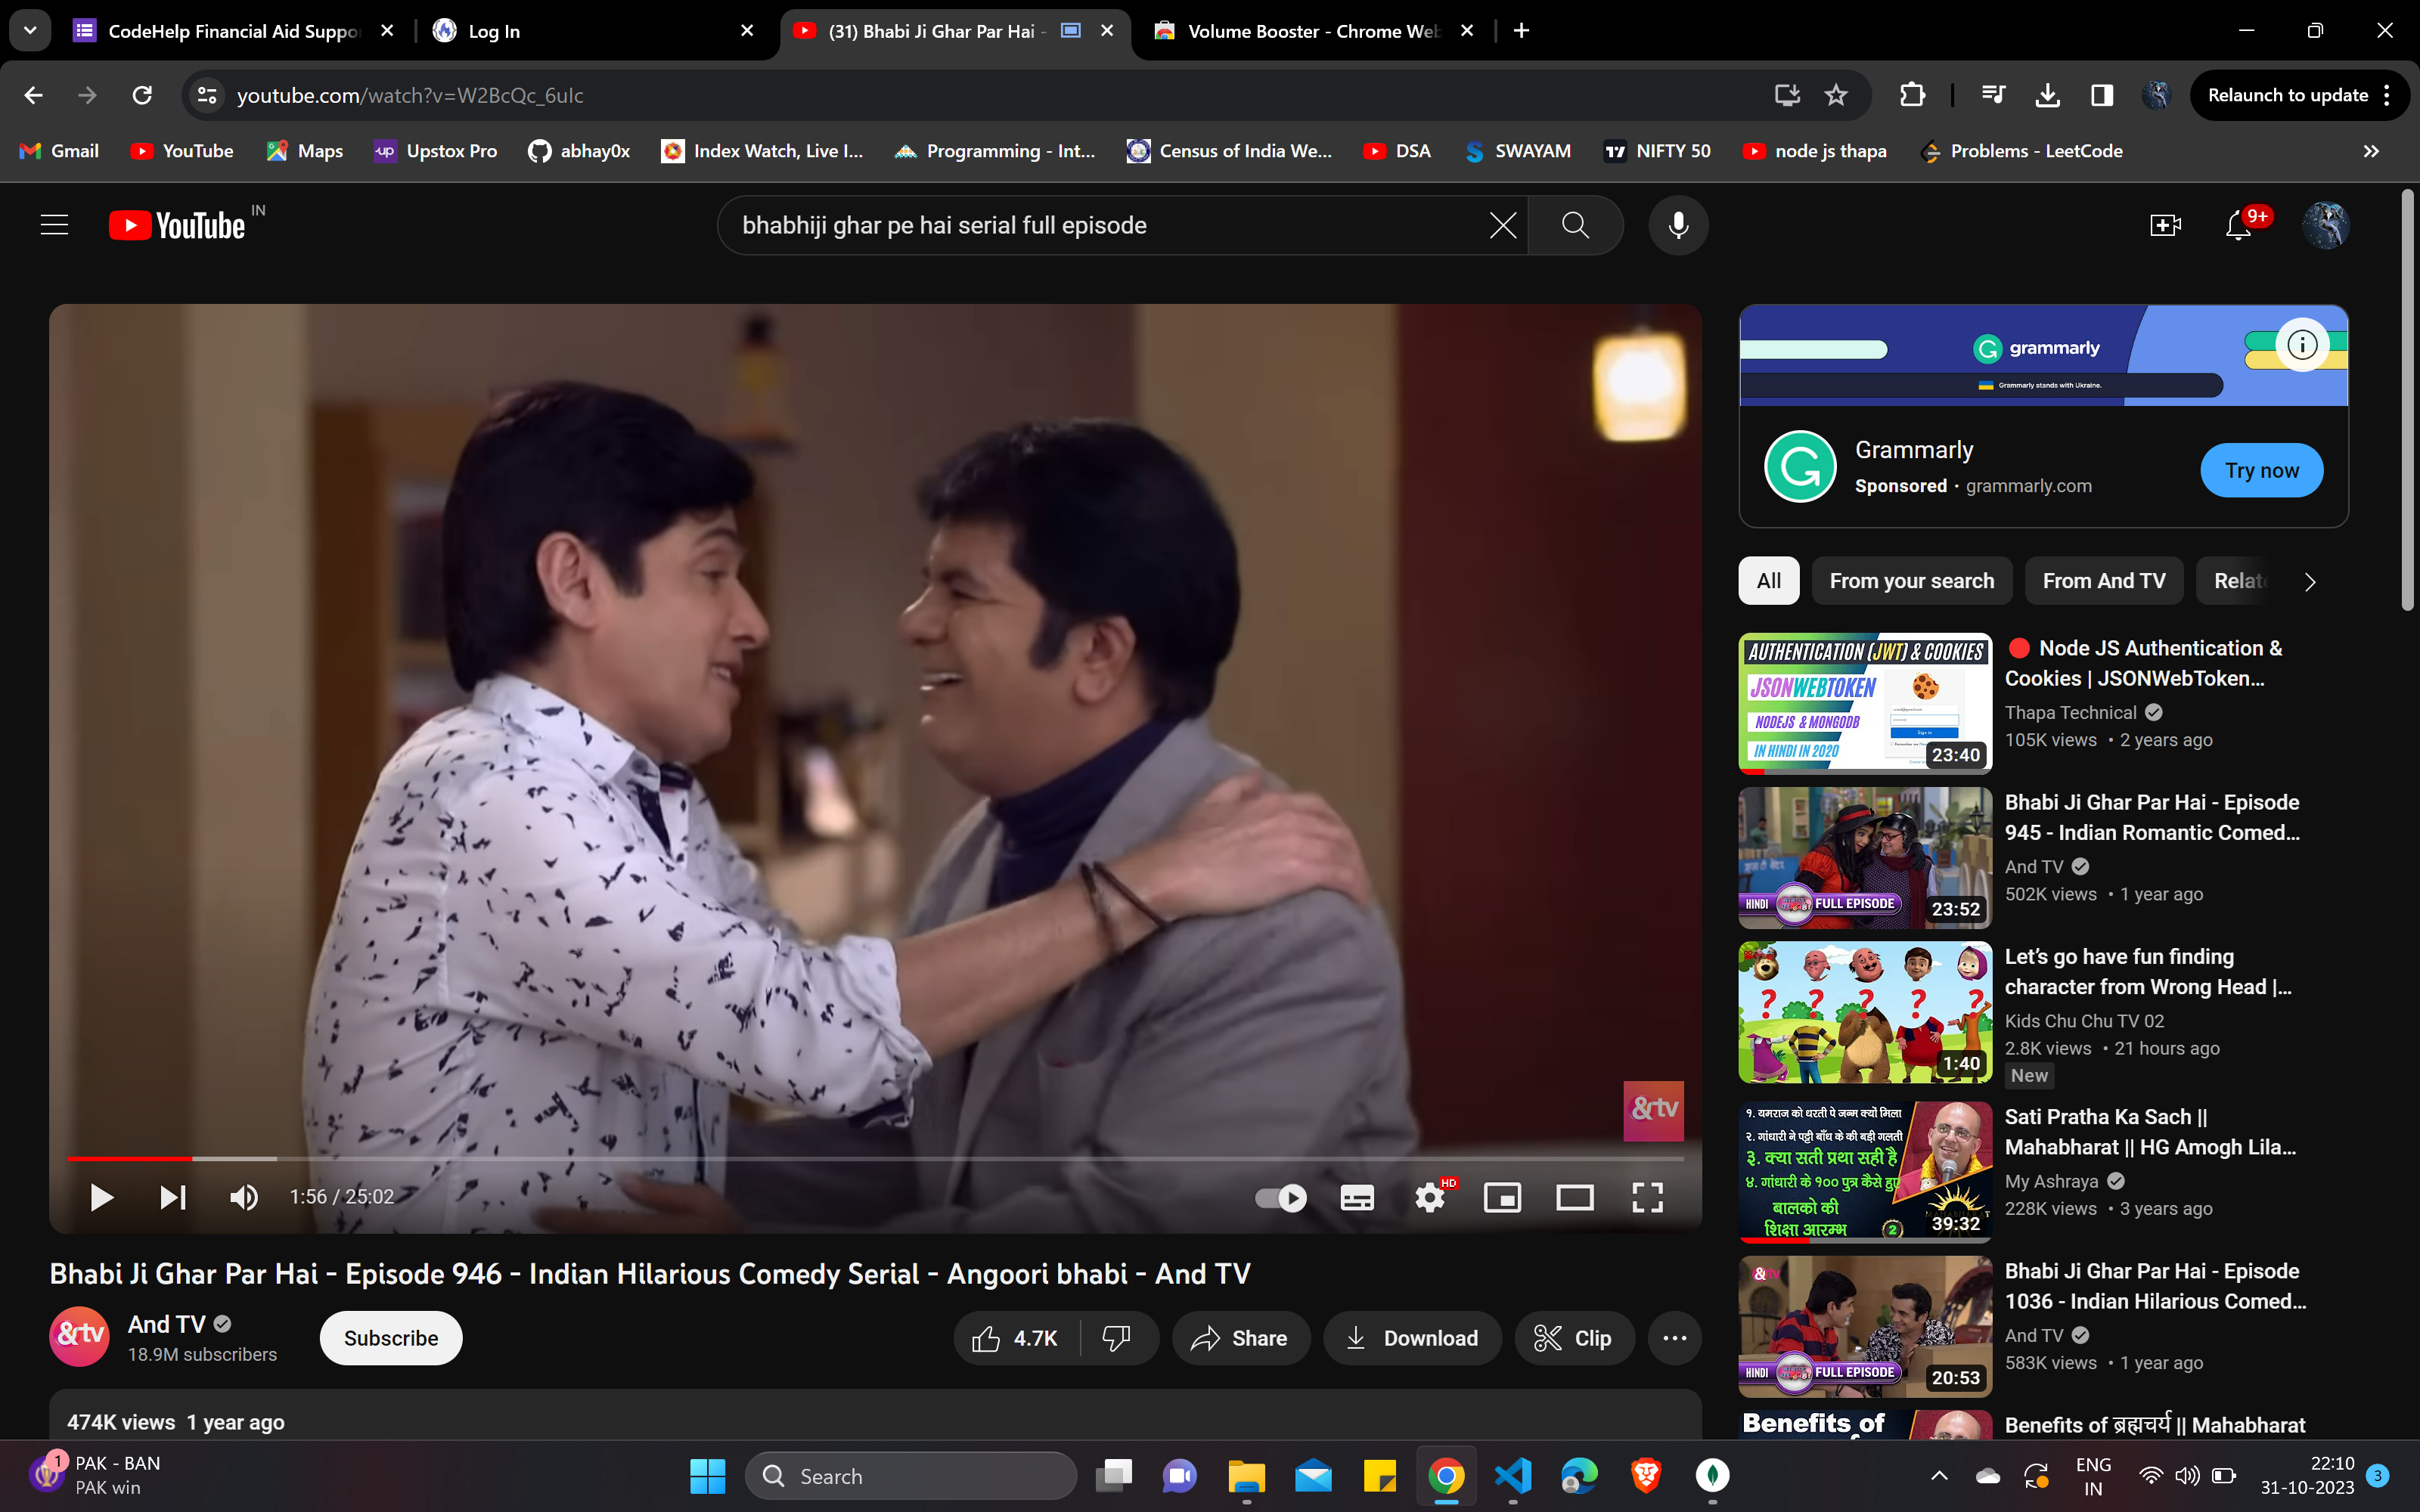 CodeHelp Financial Aid Suppo
Log In
(31) Bhabi Ji Ghar Par Hai -
Volume Booster - Chrome Web
youtube.com/watch?v=W2BcQc_6uIc
Relaunch to update
Gmail
YouTube
Maps
up
Upstox Pro
abhay0x
Index Watch, Live I...
Programming - Int...
Census of India We...
DSA
SWAYAM
NIFTY 50
node js thapa
Problems - LeetCode
YouTube IN
bhabhiji ghar pe hai serial full episode
9+
grammarly
Grammarly stands with Ukraine.
Grammarly
Sponsored · grammarly.com
Try now
All
From your search
From And TV
Relate
AUTHENTICATION (JWT) & COOKIES
JSONWEBTOKEN
NODEJS & MONGODB
IN HINDI IN 2020
Sign in
23:40
Node JS Authentication &
Cookies | JSONWebToken...
Thapa Technical
105K views • 2 years ago
HINDI
FULL EPISODE
23:52
Bhabi Ji Ghar Par Hai - Episode
945 - Indian Romantic Comed...
And TV
502K views • 1 year ago
? ? ? ? ?
1:40
Let's go have fun finding
character from Wrong Head |...
Kids Chu Chu TV 02
2.8K views • 21 hours ago
New
१. यमराज को धरती पे जन्म क्यों मिला
२. गांधारी ने पट्टी बाँध के की बड़ी गलती
३. क्या सती प्रथा सही है
४. गांधारी के १०० पुत्र कैसे हुए
बालको की
शिक्षा आरम्भ
2
39:32
Sati Pratha Ka Sach ||
Mahabharat || HG Amogh Lila...
My Ashraya
228K views • 3 years ago
&tv
HINDI
FULL EPISODE
20:53
Bhabi Ji Ghar Par Hai - Episode
1036 - Indian Hilarious Comed...
And TV
583K views • 1 year ago
Benefits of
Benefits of ब्रह्मचर्य || Mahabharat
&tv
1:56 / 25:02
HD
Bhabi Ji Ghar Par Hai - Episode 946 - Indian Hilarious Comedy Serial - Angoori bhabi - And TV
&tv
And TV
18.9M subscribers
Subscribe
4.7K
Share
Download
Clip
474K views 1 year ago
1
PAK - BAN
PAK win
Search
ENG
IN
22:10
31-10-2023
3